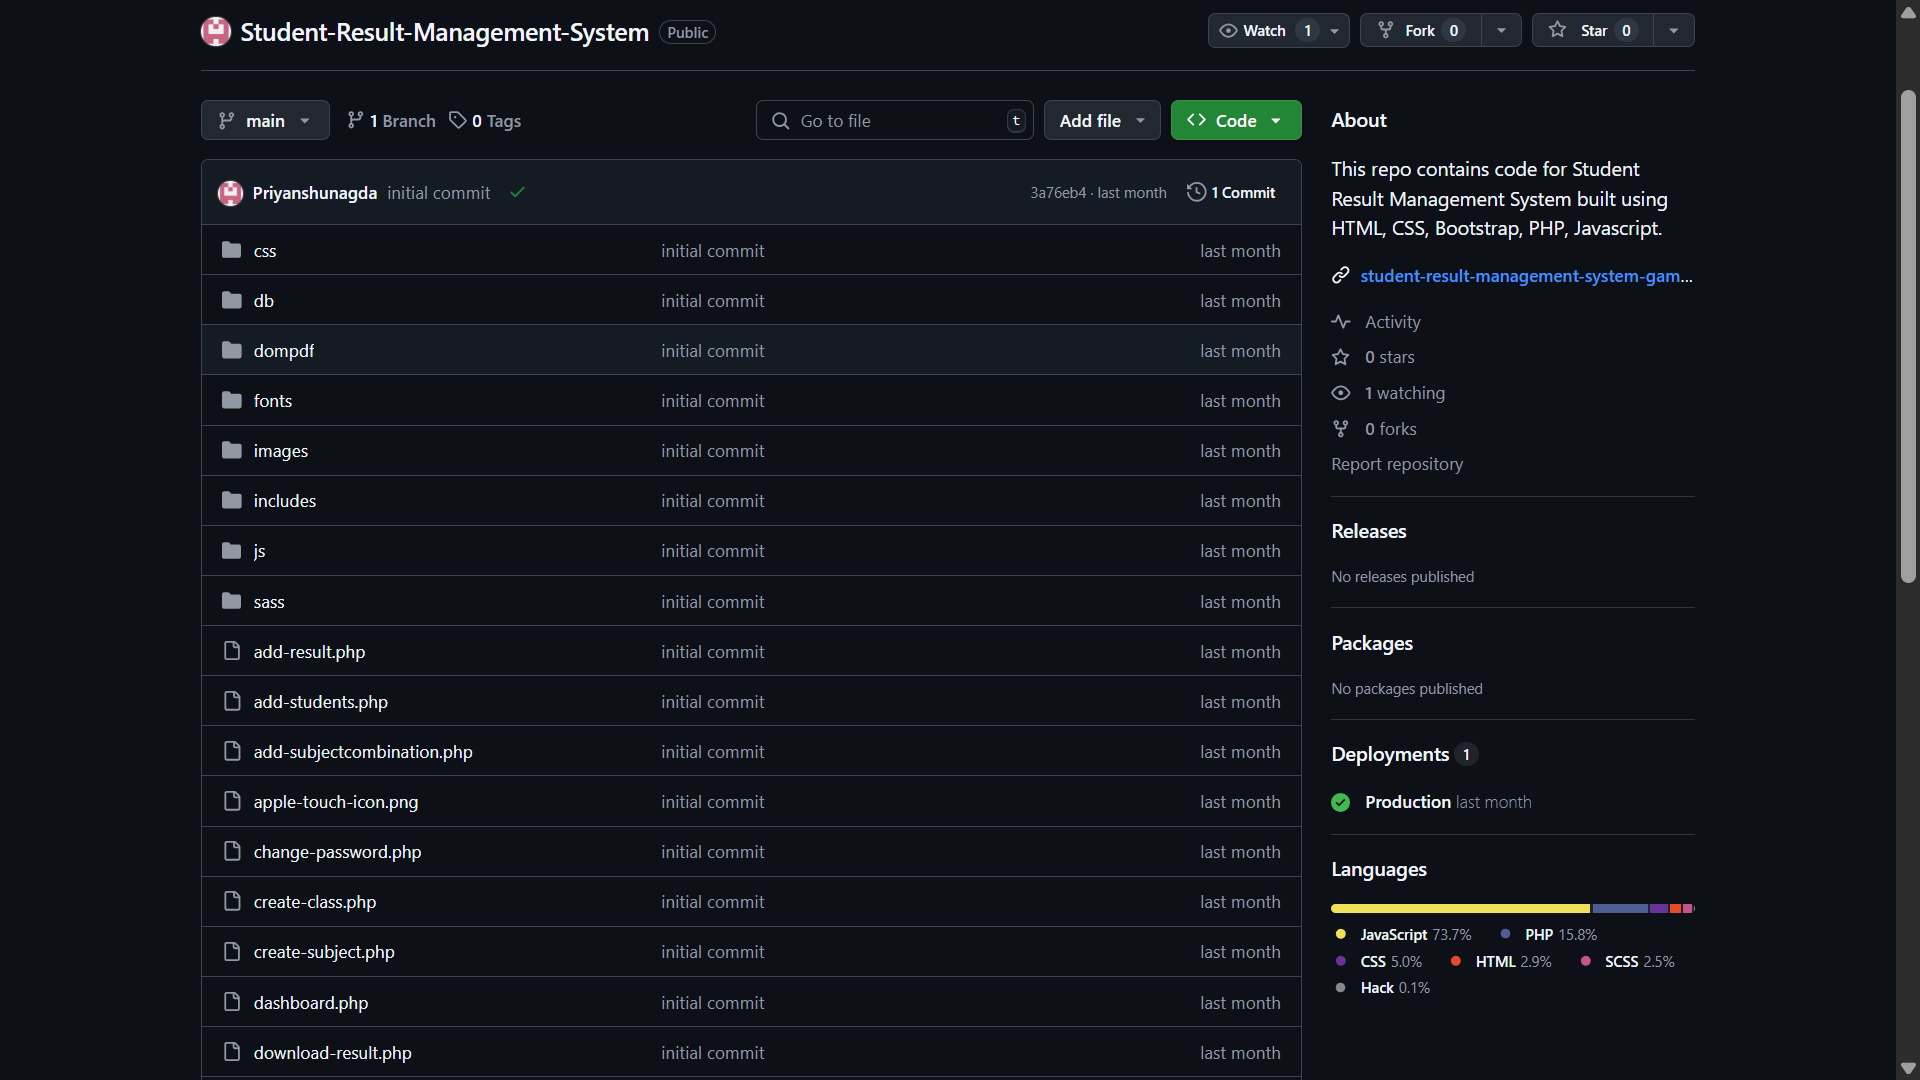 Student-Result-Management-System Public
Watch 1 Fork 0 Star 0
main 1 Branch 0 Tags Go to file t Add file Code
Priyanshunagda initial commit 3a76eb4 · last month 1 Commit
css initial commit last month
db initial commit last month
dompdf initial commit last month
fonts initial commit last month
images initial commit last month
includes initial commit last month
js initial commit last month
sass initial commit last month
add-result.php initial commit last month
add-students.php initial commit last month
add-subjectcombination.php initial commit last month
apple-touch-icon.png initial commit last month
change-password.php initial commit last month
create-class.php initial commit last month
create-subject.php initial commit last month
dashboard.php initial commit last month
download-result.php initial commit last month
About
This repo contains code for Student
Result Management System built using
HTML, CSS, Bootstrap, PHP, Javascript.
student-result-management-system-gam...
Activity
0 stars
1 watching
0 forks
Report repository
Releases
No releases published
Packages
No packages published
Deployments 1
Production last month
Languages
JavaScript 73.7% PHP 15.8%
CSS 5.0% HTML 2.9% SCSS 2.5%
Hack 0.1%